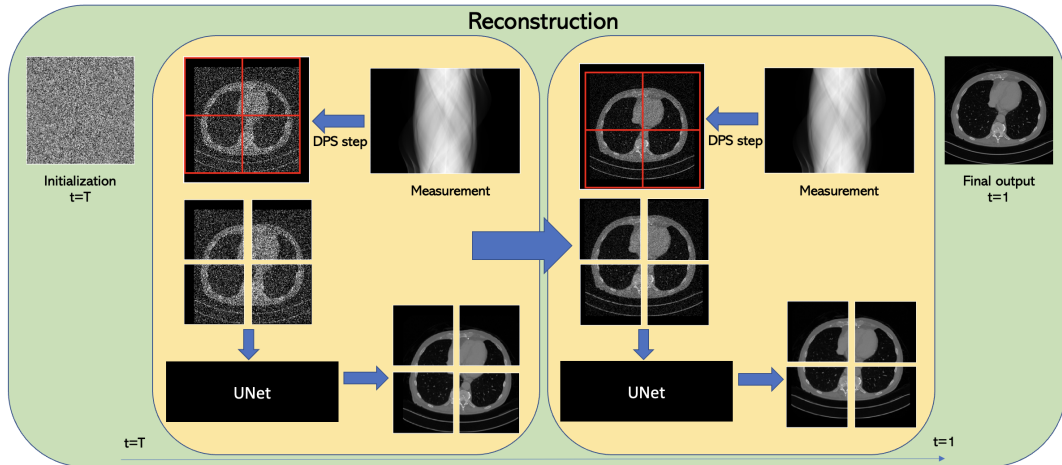 Reconstruction
Initialization
t=T
DPS step
Measurement
UNet
DPS step
Measurement
UNet
Final output
t=1
t=T
t=1